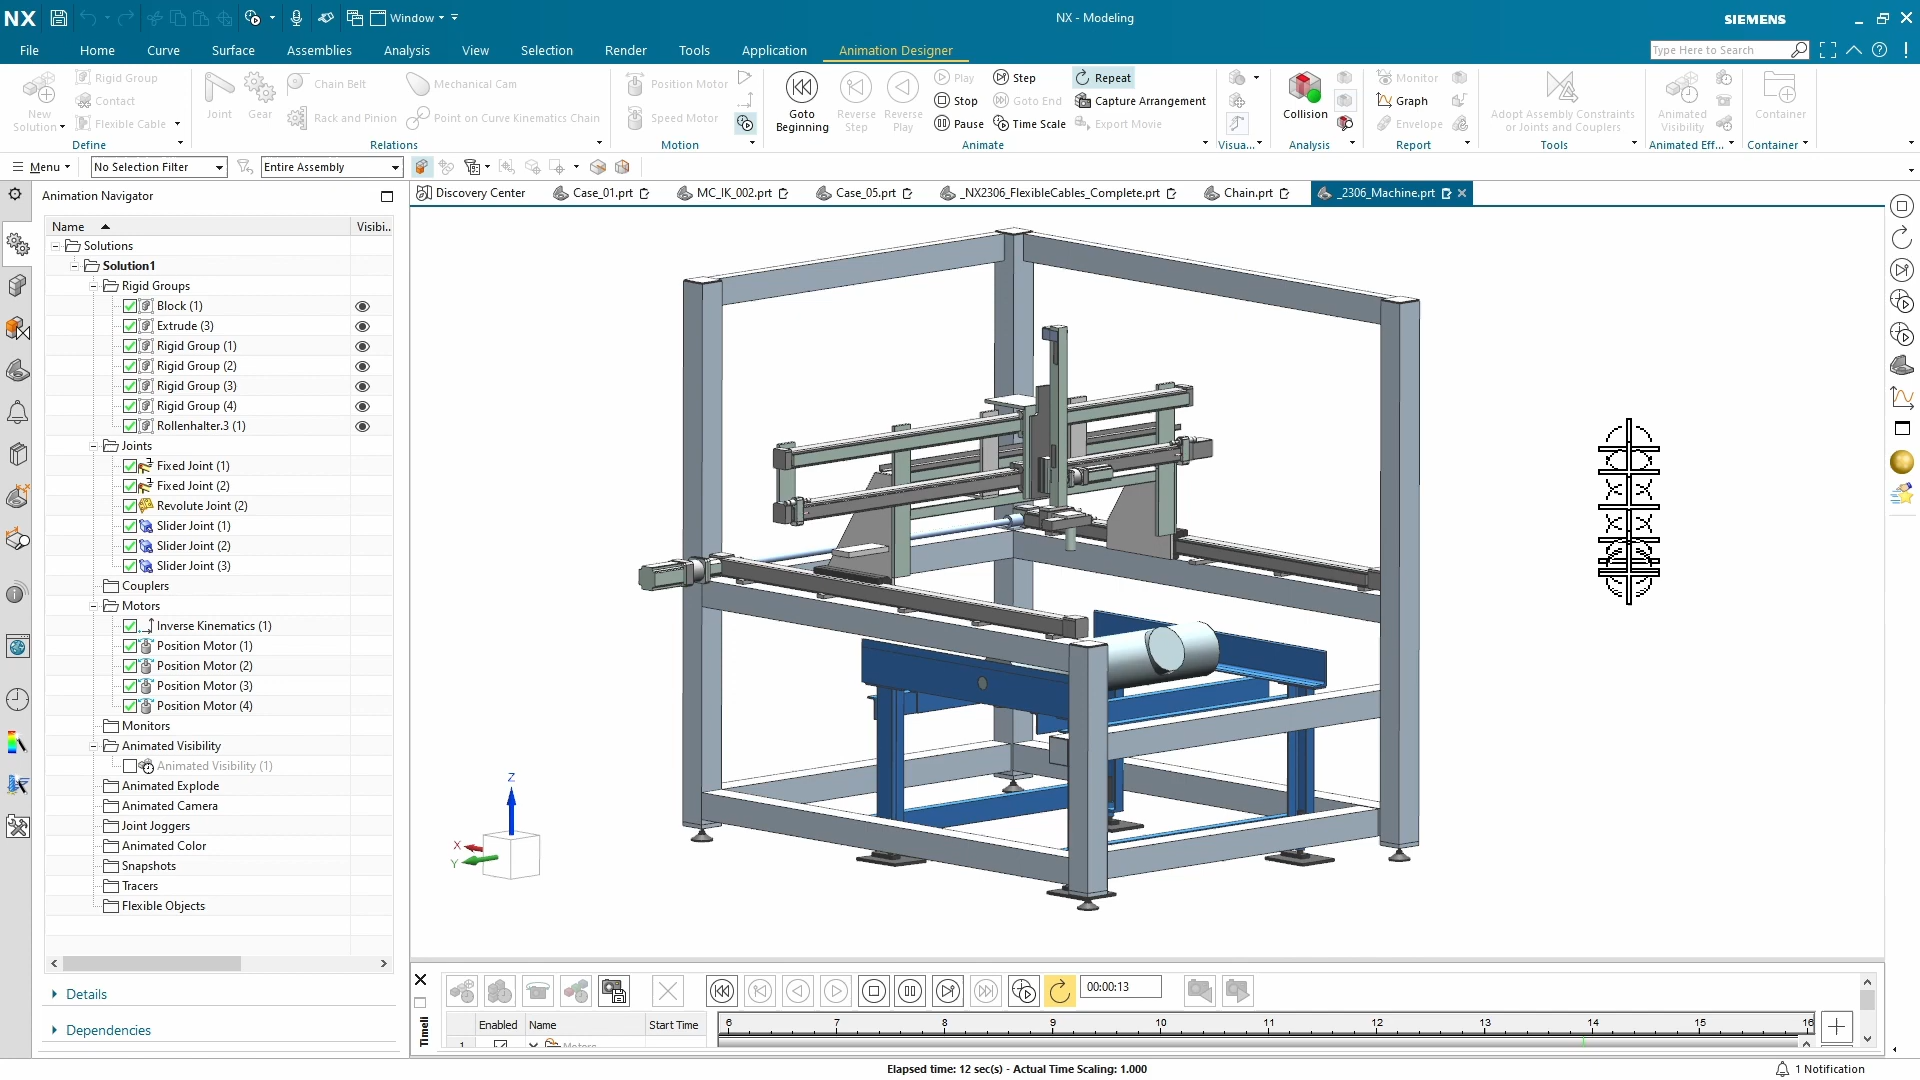 NX
Window
NX - Modeling
SIEMENS
File Home Curve Surface Assemblies Analysis View Selection Render Tools Application Animation Designer
Type Here to Search
New Solution
Rigid Group
Contact
Flexible Cable
Define
Joint
Gear
Chain Belt
Rack and Pinion
Mechanical Cam
Point on Curve Kinematics Chain
Relations
Position Motor
Speed Motor
Motion
Goto Beginning
Reverse Step
Reverse Play
Play
Stop
Pause
Step
Goto End
Time Scale
Repeat
Capture Arrangement
Export Movie
Animate
Visua...
Collision
Analysis
Monitor
Graph
Envelope
Report
Adopt Assembly Constraints or Joints and Couplers
Tools
Animated Visibility
Animated Eff...
Container
Container
Menu
No Selection Filter
Entire Assembly
Animation Navigator
Discovery Center
Case_01.prt
MC_IK_002.prt
Case_05.prt
_NX2306_FlexibleCables_Complete.prt
Chain.prt
_2306_Machine.prt
Name
Visibi..
Solutions
Solution1
Rigid Groups
Block (1)
Extrude (3)
Rigid Group (1)
Rigid Group (2)
Rigid Group (3)
Rigid Group (4)
Rollenhalter.3 (1)
Joints
Fixed Joint (1)
Fixed Joint (2)
Revolute Joint (2)
Slider Joint (1)
Slider Joint (2)
Slider Joint (3)
Couplers
Motors
Inverse Kinematics (1)
Position Motor (1)
Position Motor (2)
Position Motor (3)
Position Motor (4)
Monitors
Animated Visibility
Animated Visibility (1)
Animated Explode
Animated Camera
Joint Joggers
Animated Color
Snapshots
Tracers
Flexible Objects
Details
Dependencies
Z
X
Y
Timeli
00:00:13
Enabled
Name
Start Time
6 7 8 9 10 11 12 13 14 15 16
1
Motors
Elapsed time: 12 sec(s) - Actual Time Scaling: 1.000
1 Notification